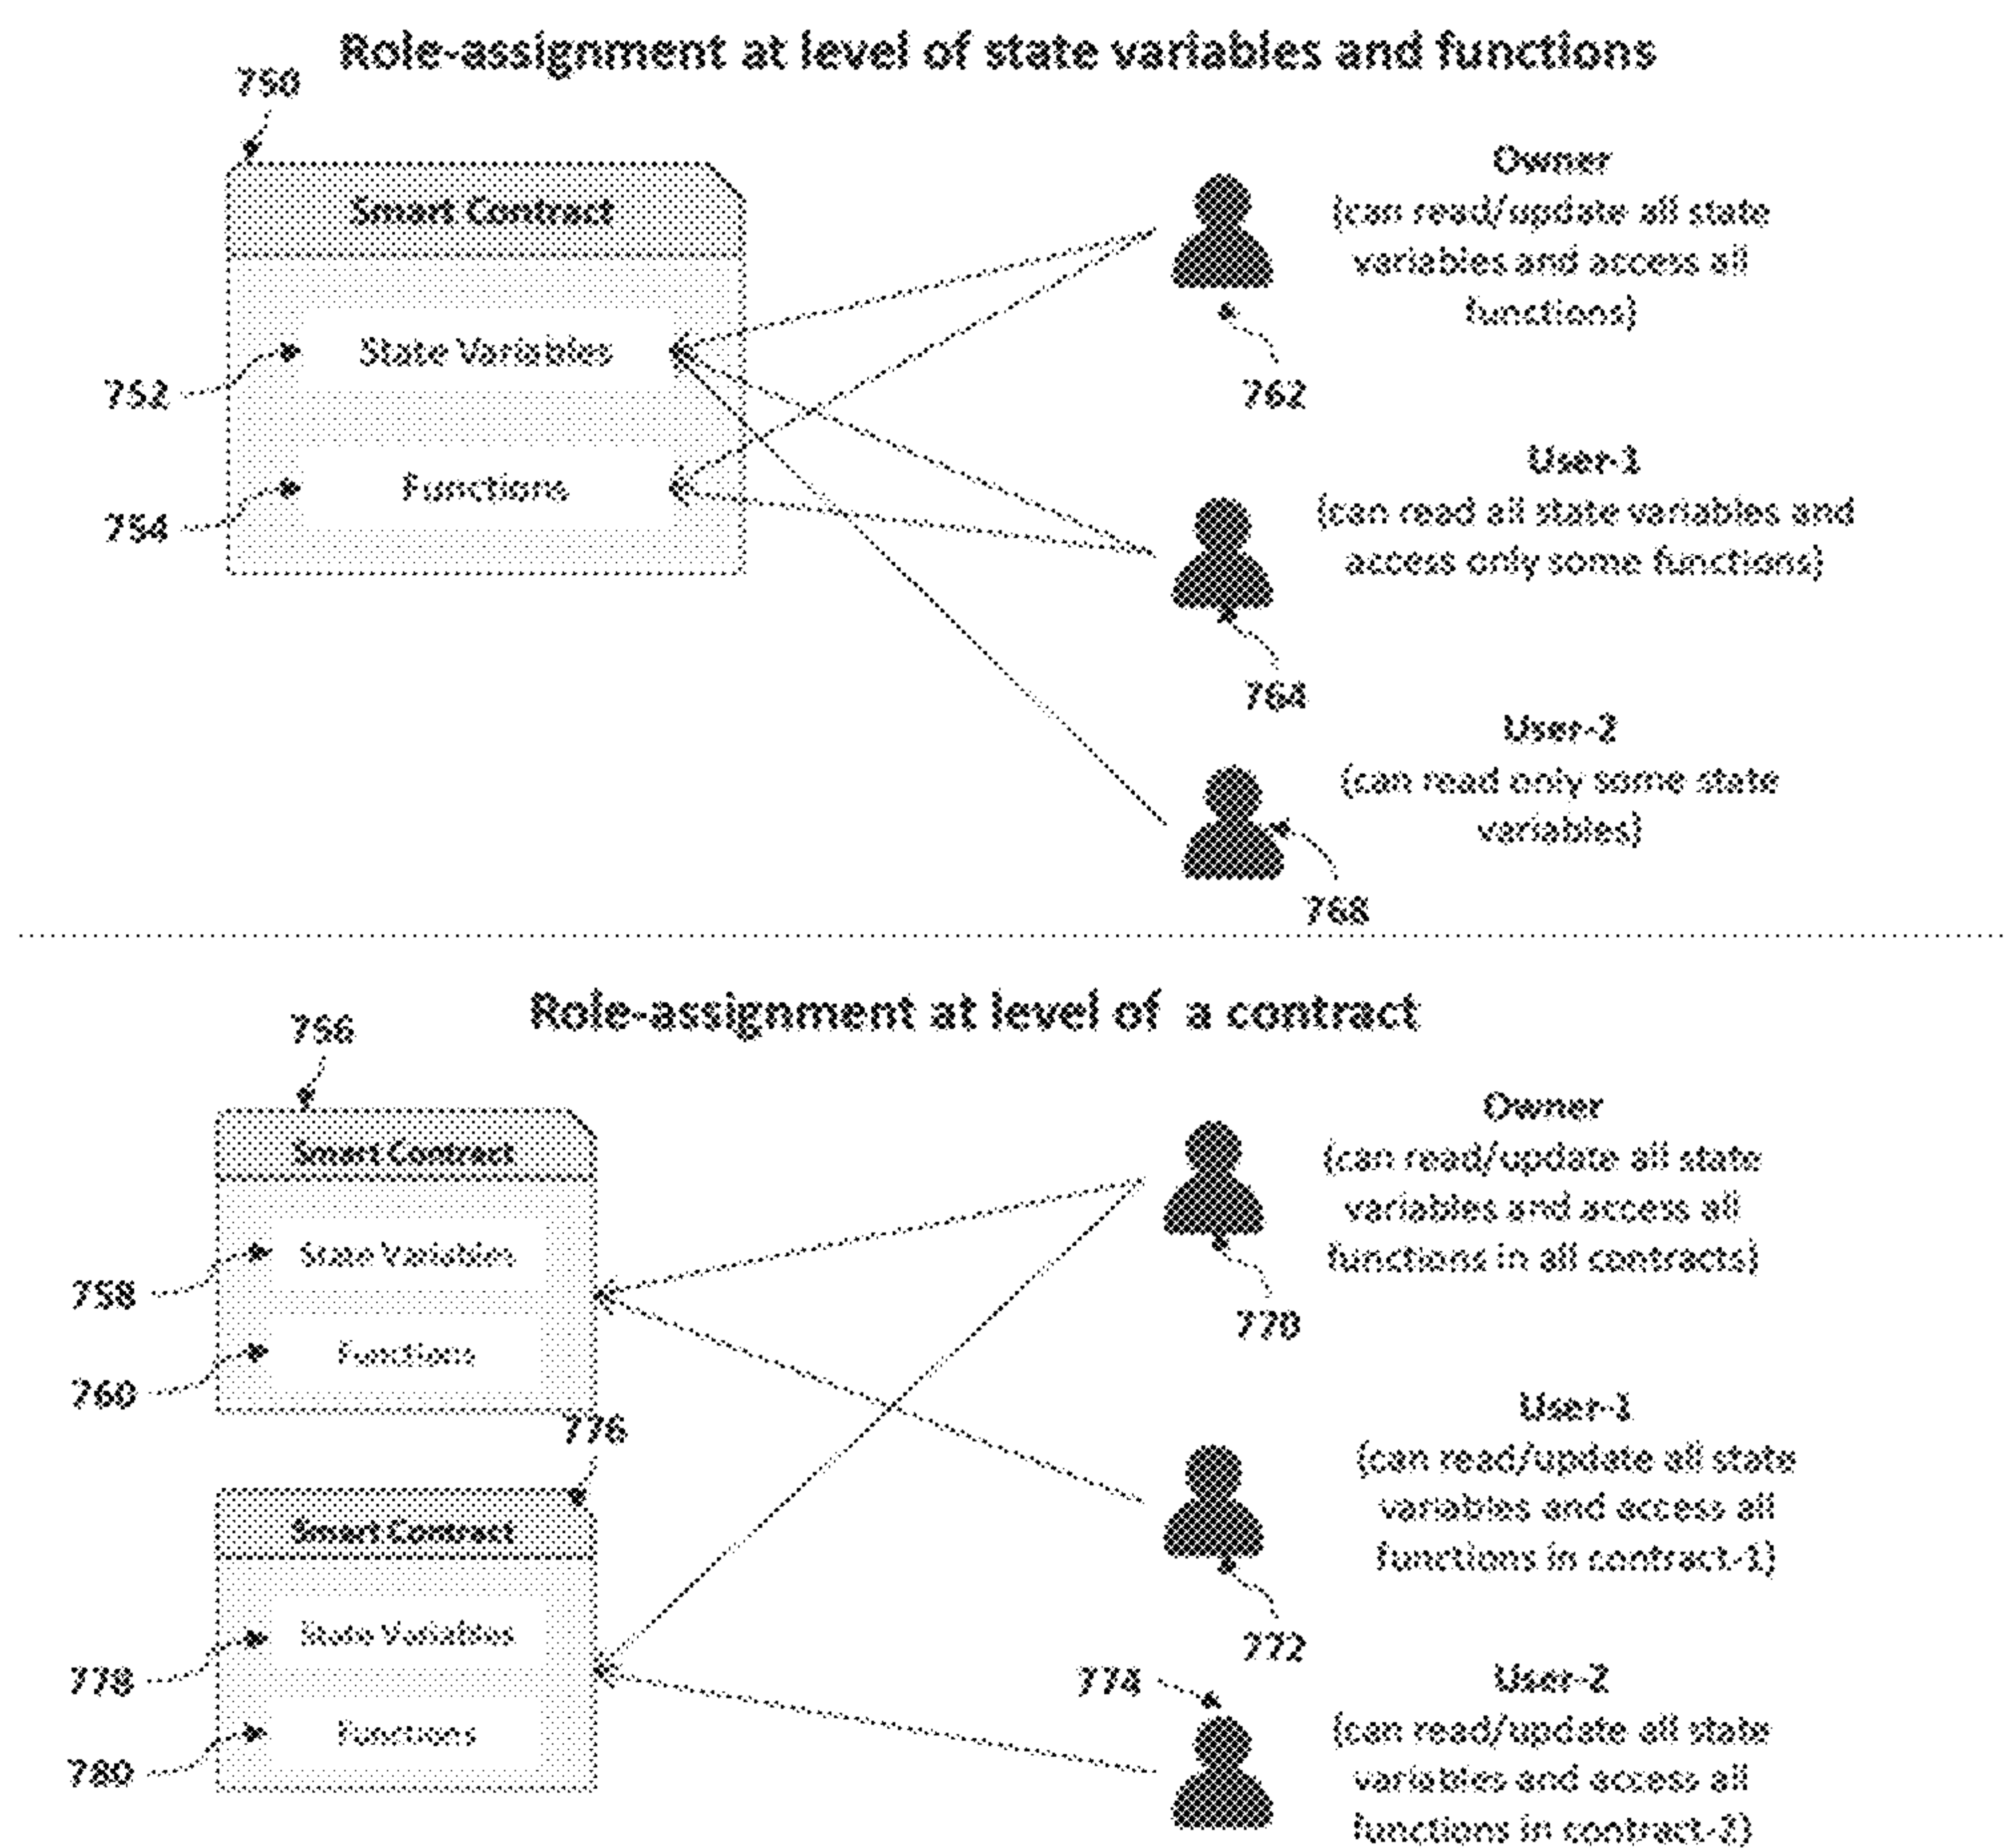 Role-assignment at level of state variables and functions
750
Smart Contract
State Variables
752
Functions
754
Owner
(can read/update all state
variables and access all
functions)
762
User-1
(can read all state variables and
access only some functions)
764
User-2
(can read only some state
variables)
768
Role-assignment at level of a contract
756
Smart Contract
State Variables
758
Functions
760
776
Smart Contract
State Variables
778
Functions
780
Owner
(can read/update all state
variables and access all
functions in all contracts)
770
User-1
(can read/update all state
variables and access all
functions in contract-1)
772
774
User-2
(can read/update all state
variables and access all
functions in contract-2)